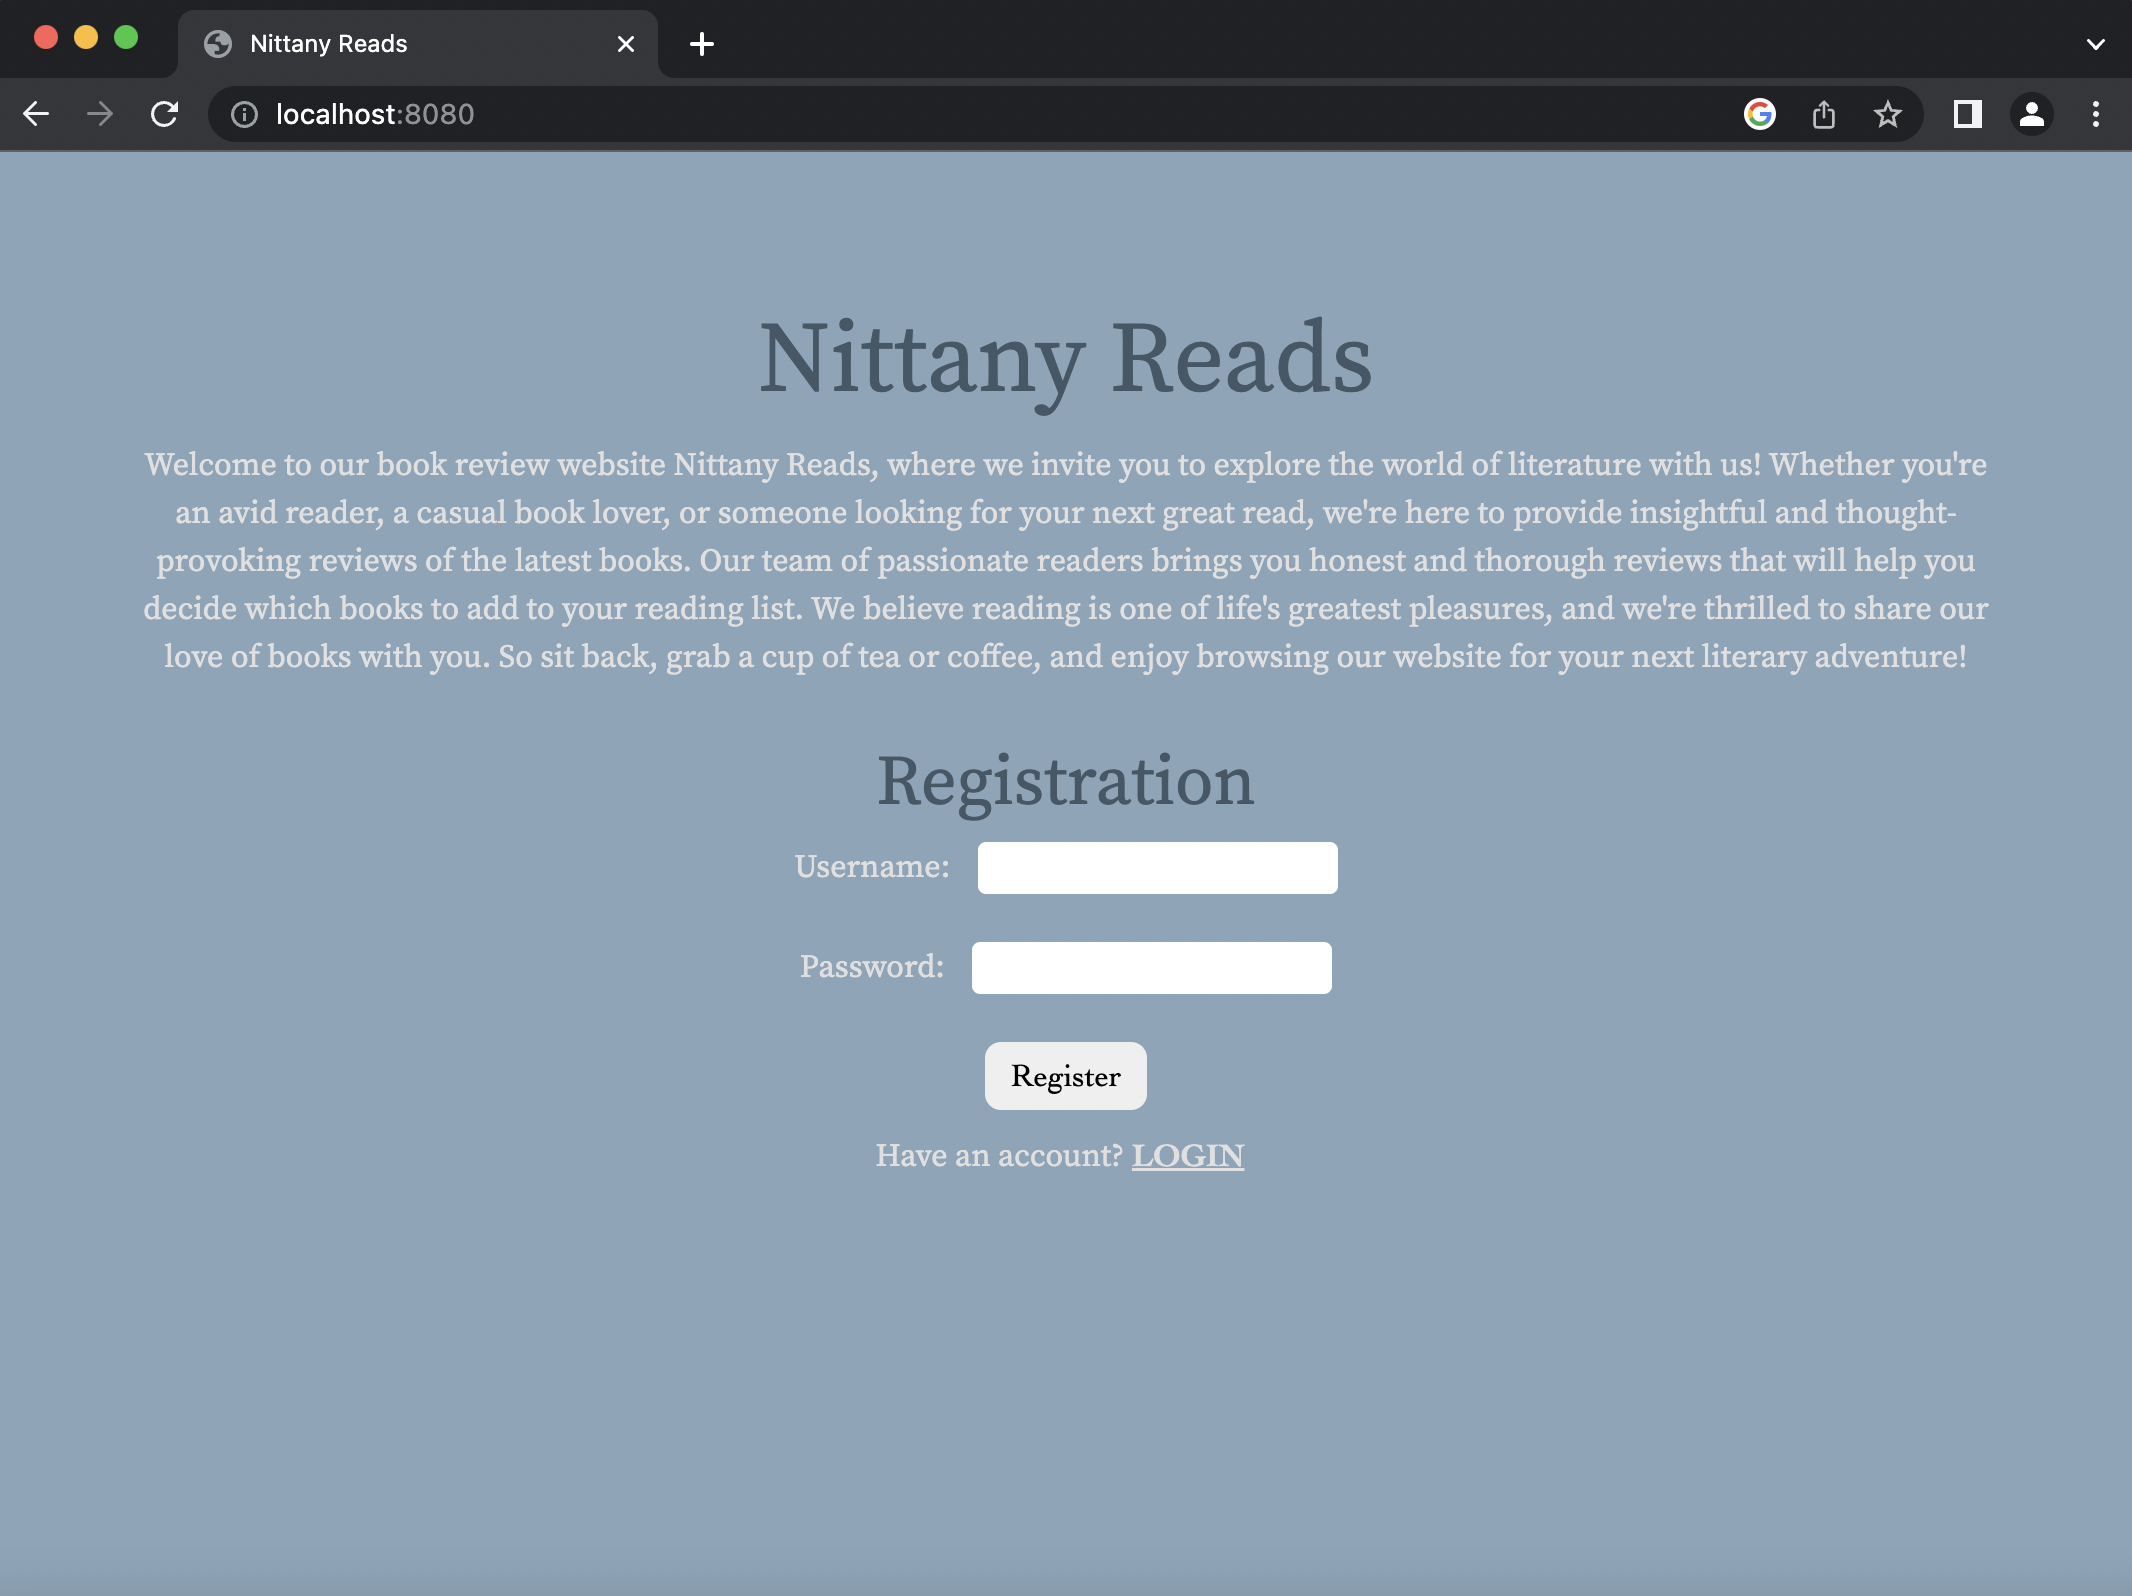 Nittany Reads
localhost:8080
Nittany Reads
Welcome to our book review website Nittany Reads, where we invite you to explore the world of literature with us! Whether you're
an avid reader, a casual book lover, or someone looking for your next great read, we're here to provide insightful and thought-
provoking reviews of the latest books. Our team of passionate readers brings you honest and thorough reviews that will help you
decide which books to add to your reading list. We believe reading is one of life's greatest pleasures, and we're thrilled to share our
love of books with you. So sit back, grab a cup of tea or coffee, and enjoy browsing our website for your next literary adventure!
Registration
Username:
Password:
Register
Have an account? LOGIN